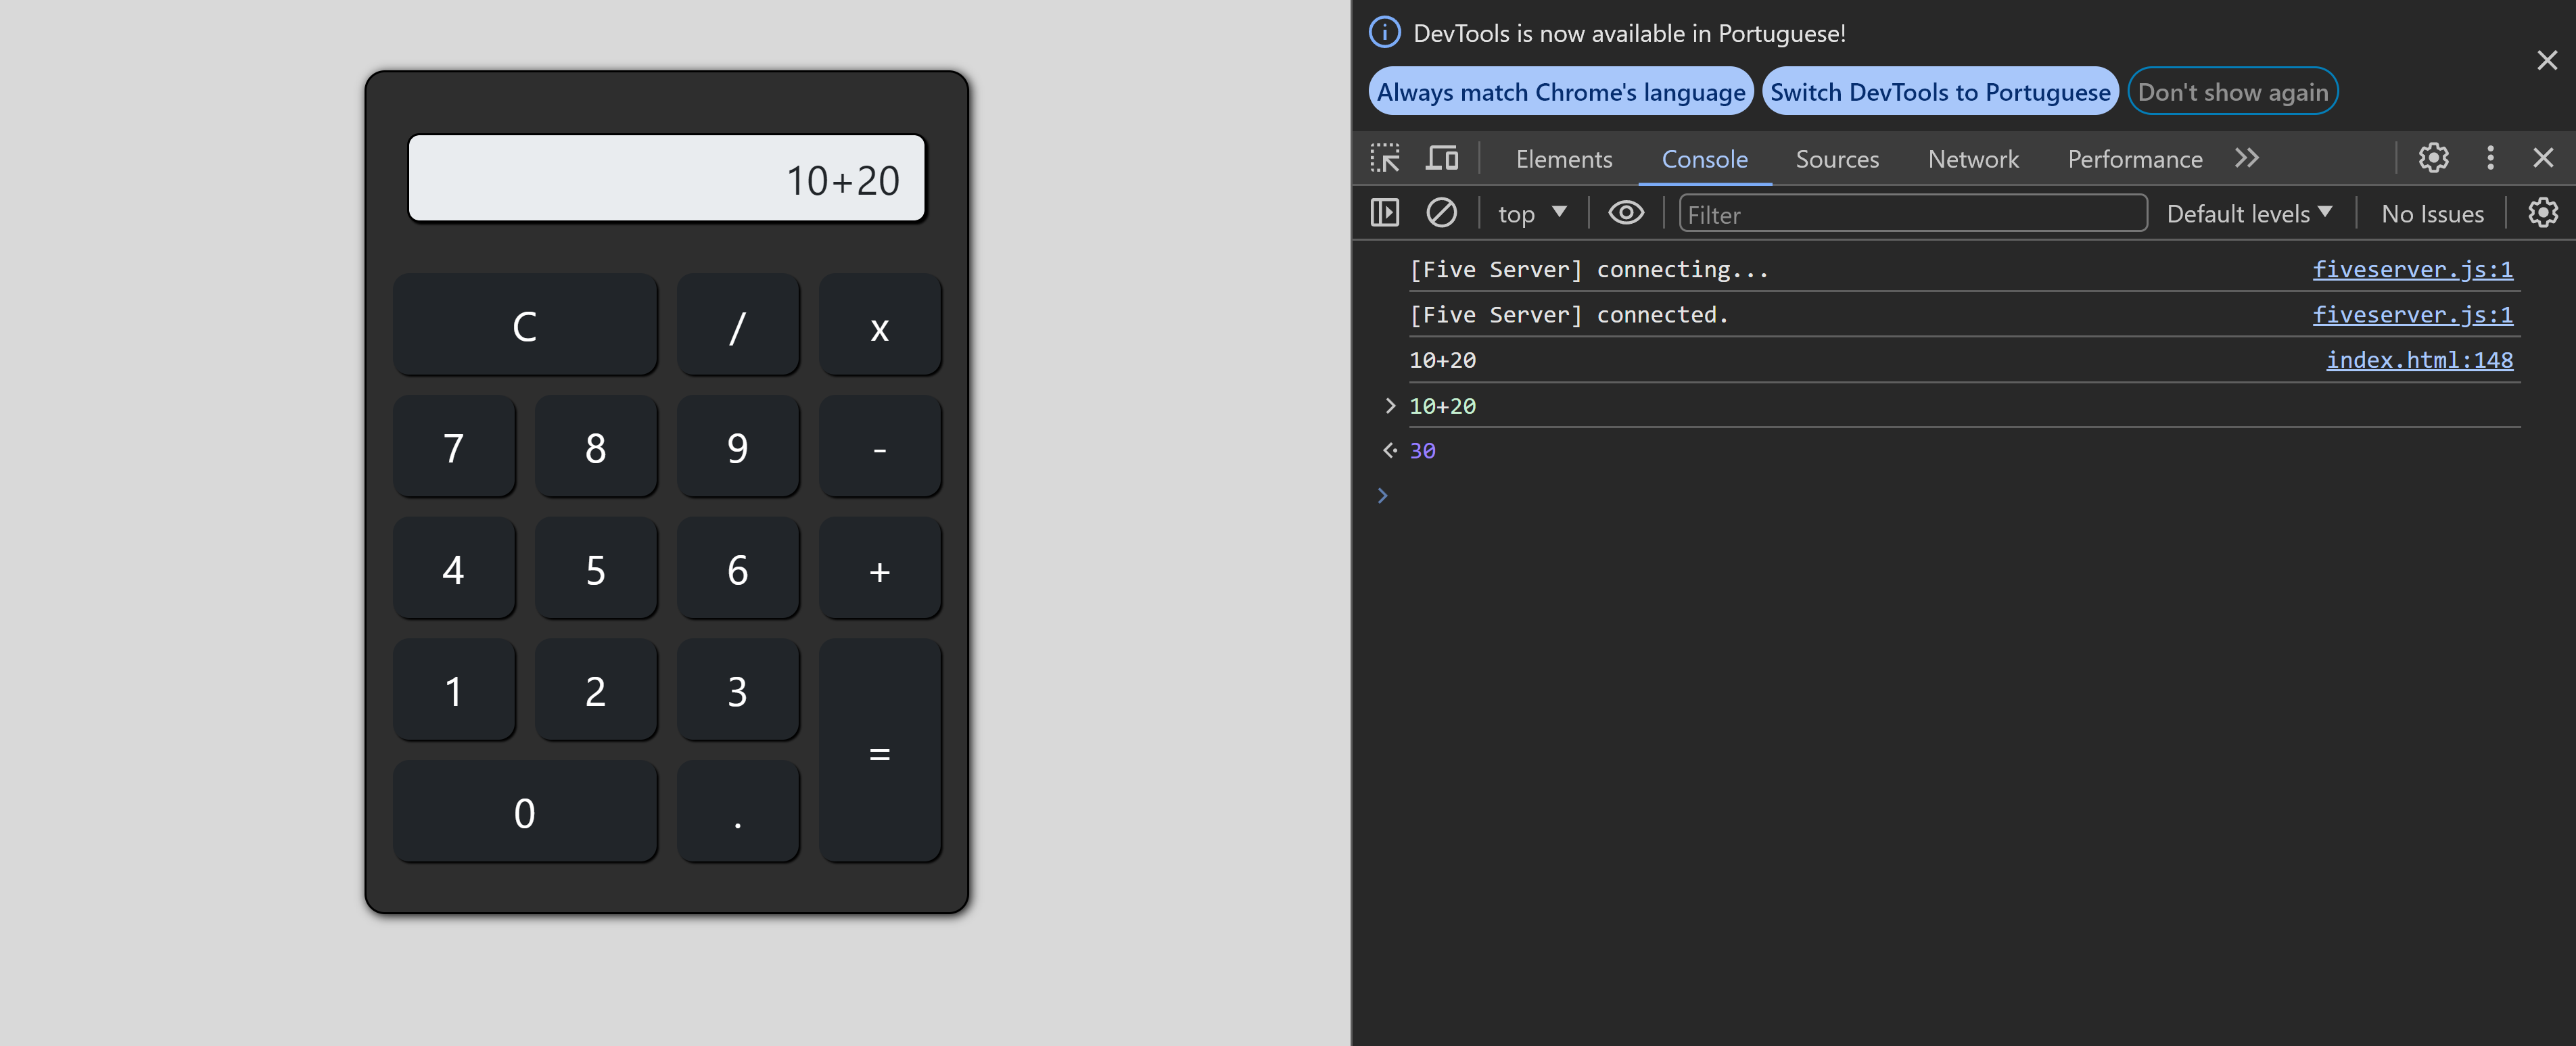 10+20
C / x
7 8 9 -
4 5 6 +
1 2 3
=
0 .
DevTools is now available in Portuguese!
Always match Chrome's language Switch DevTools to Portuguese Don't show again
Elements Console Sources Network Performance
top Filter Default levels No Issues
[Five Server] connecting... fiveserver.js:1
[Five Server] connected. fiveserver.js:1
10+20 index.html:148
10+20
30